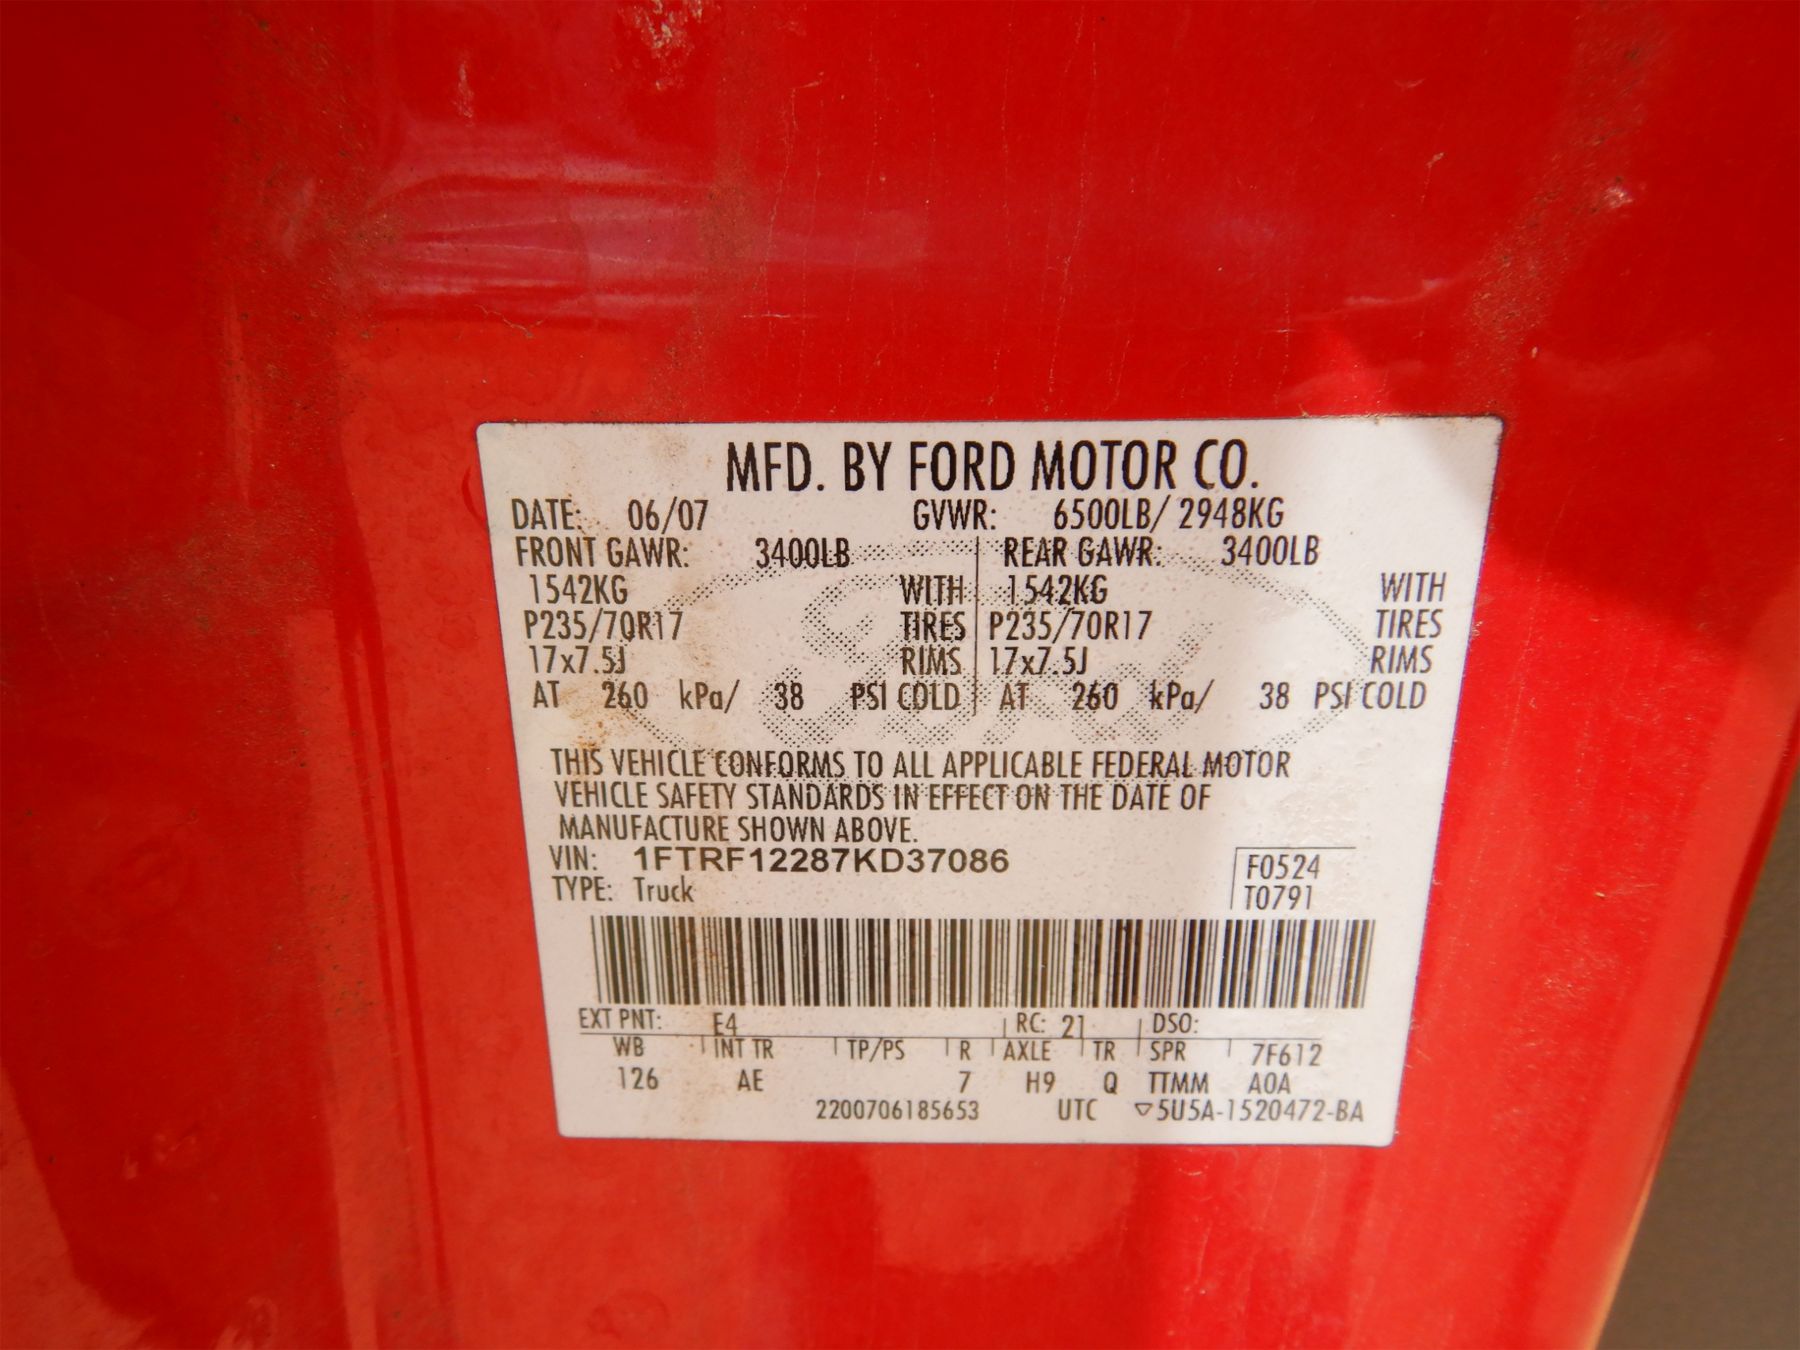 MFD. BY FORD MOTOR CO.
DATE: 06/07 GVWR: 6500LB/ 2948KG
FRONT GAWR: 3400LB REAR GAWR: 3400LB
1542KG WITH 1542KG WITH
P235/70R17 TIRES P235/70R17 TIRES
17x7.5J RIMS 17x7.5J RIMS
AT 260 kPa/ 38 PSI COLD AT 260 kPa/ 38 PSI COLD
THIS VEHICLE CONFORMS TO ALL APPLICABLE FEDERAL MOTOR
VEHICLE SAFETY STANDARDS IN EFFECT ON THE DATE OF
MANUFACTURE SHOWN ABOVE.
VIN: 1FTRF12287KD37086 F0524
TYPE: Truck T0791
EXT PNT: E4 RC: 21 DSO:
WB INT TR TP/PS R AXLE TR SPR 7F612
126 AE 7 H9 Q TTMM A0A
2200706185653 UTC ▽5U5A-1520472-BA